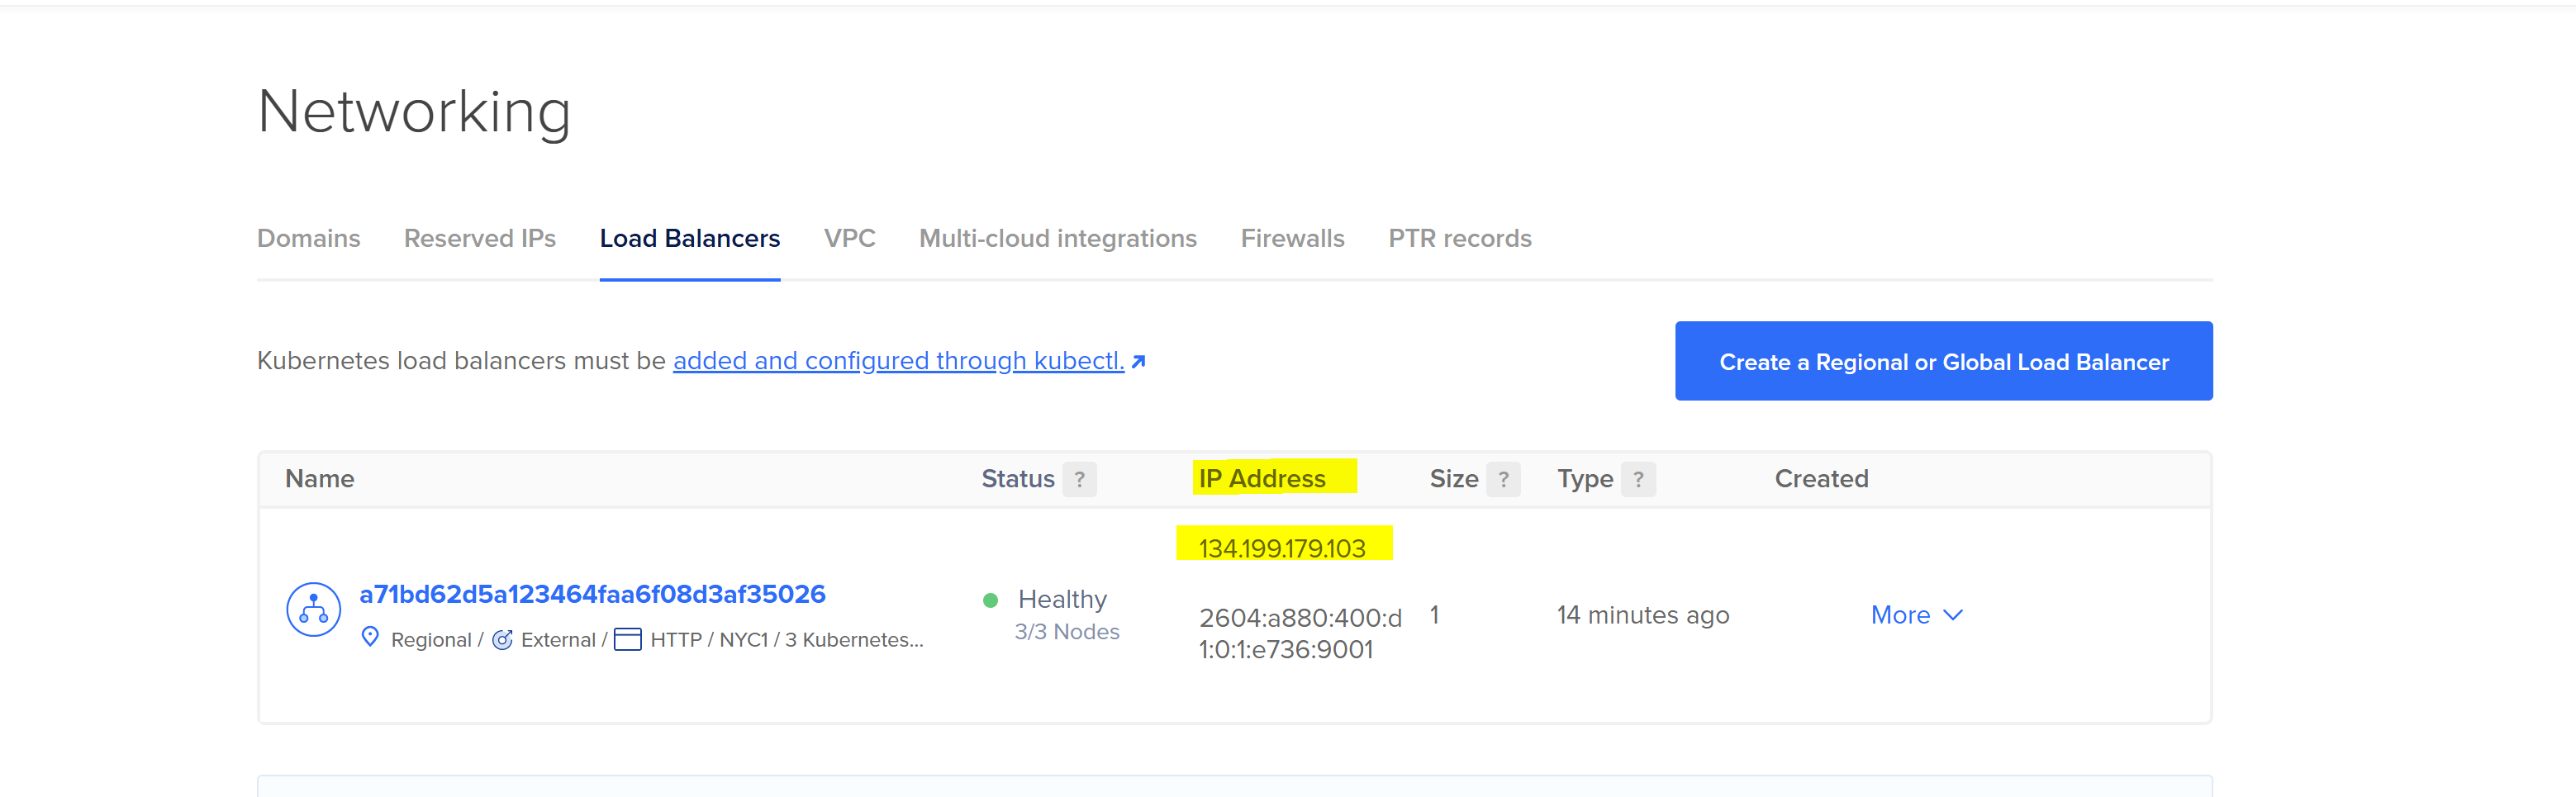 Networking
Domains Reserved IPs Load Balancers VPC Multi-cloud integrations Firewalls PTR records
Kubernetes load balancers must be added and configured through kubectl.
Create a Regional or Global Load Balancer
Name Status ? IP Address Size ? Type ? Created
134.199.179.103
a71bd62d5a123464faa6f08d3af35026 Healthy
2604:a880:400:d 1 14 minutes ago More
Regional / External / HTTP / NYC1 / 3 Kubernetes... 3/3 Nodes
1:0:1:e736:9001